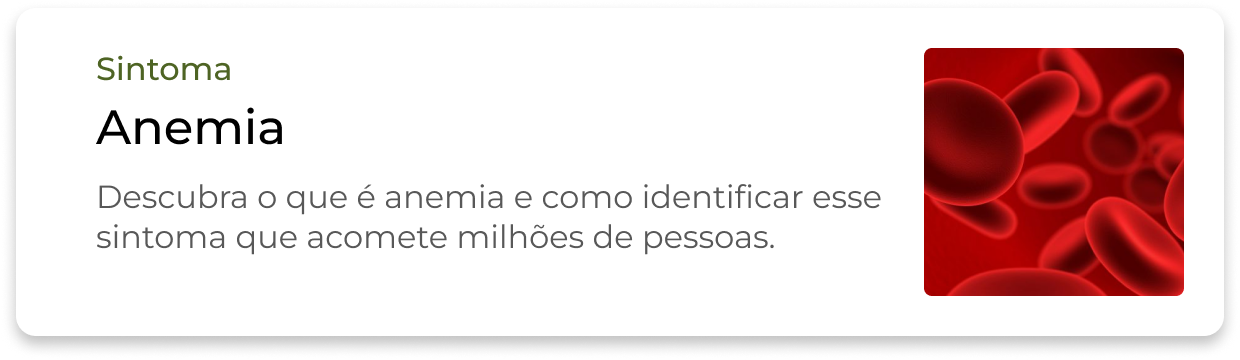 Sintoma
Anemia
Descubra o que é anemia e como identificar esse
sintoma que acomete milhões de pessoas.